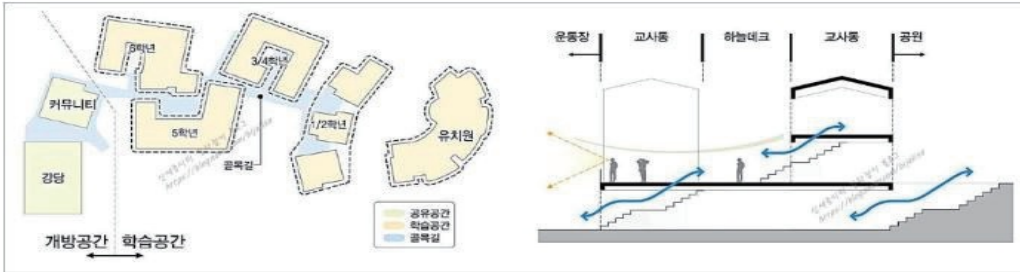 6학년
3/4학년
커뮤니티
5학년
1/2학년
유치원
강당
골목길
공유공간
학습공간
골목길
개방공간 학습공간
운동장 교사동 하늘데크 교사동 공원